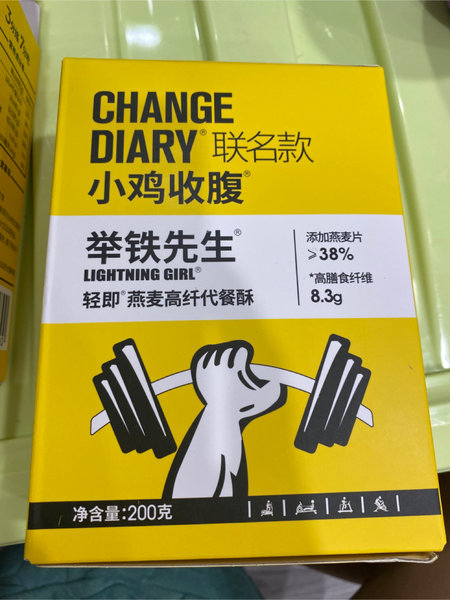 CHANGE
DIARY® 联名款
小鸡收腹®
举铁先生®
LIGHTNING GIRL®
轻即®燕麦高纤代餐酥
添加燕麦片
≥38%
*高膳食纤维
8.3g
净含量:200克